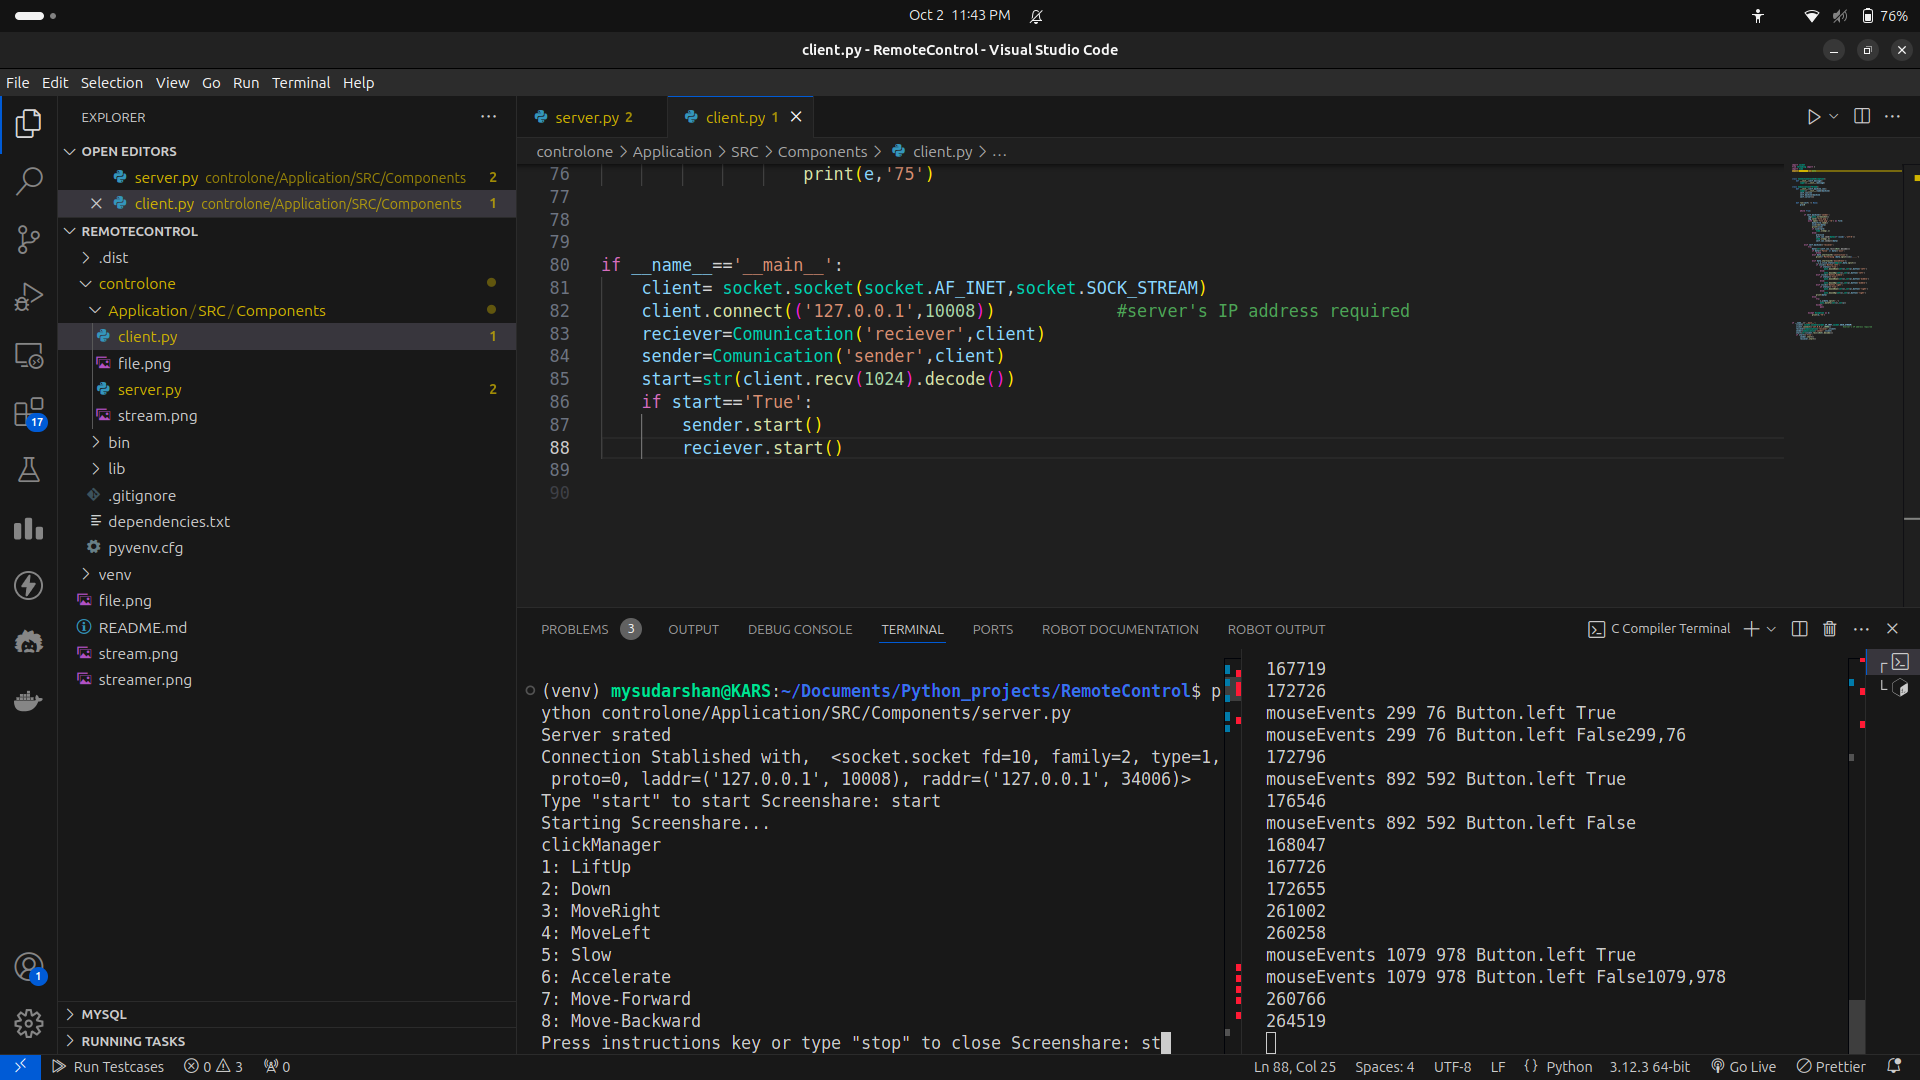 Oct 2 11:43 PM
76%
client.py - RemoteControl - Visual Studio Code
File Edit Selection View Go Run Terminal Help
EXPLORER
OPEN EDITORS
server.py controlone/Application/SRC/Components 2
client.py controlone/Application/SRC/Components 1
REMOTECONTROL
.dist
controlone
Application / SRC / Components
client.py 1
file.png
server.py 2
stream.png
bin
lib
.gitignore
dependencies.txt
pyvenv.cfg
venv
file.png
README.md
stream.png
streamer.png
MYSQL
RUNNING TASKS
17
1
server.py 2
client.py 1
controlone > Application > SRC > Components > client.py > ...
76 print(e,'75')
77
78
79
80 if __name__=='__main__':
81 client= socket.socket(socket.AF_INET,socket.SOCK_STREAM)
82 client.connect(('127.0.0.1',10008)) #server's IP address required
83 reciever=Comunication('reciever',client)
84 sender=Comunication('sender',client)
85 start=str(client.recv(1024).decode())
86 if start=='True':
87 sender.start()
88 reciever.start()
89
90
PROBLEMS 3 OUTPUT DEBUG CONSOLE TERMINAL PORTS ROBOT DOCUMENTATION ROBOT OUTPUT
C Compiler Terminal
(venv) mysudarshan@KARS:~/Documents/Python_projects/RemoteControl$ p
ython controlone/Application/SRC/Components/server.py
Server srated
Connection Stablished with,  <socket.socket fd=10, family=2, type=1,
proto=0, laddr=('127.0.0.1', 10008), raddr=('127.0.0.1', 34006)>
Type "start" to start Screenshare: start
Starting Screenshare...
clickManager
1: LiftUp
2: Down
3: MoveRight
4: MoveLeft
5: Slow
6: Accelerate
7: Move-Forward
8: Move-Backward
Press instructions key or type "stop" to close Screenshare: st
167719
172726
mouseEvents 299 76 Button.left True
mouseEvents 299 76 Button.left False299,76
172796
mouseEvents 892 592 Button.left True
176546
mouseEvents 892 592 Button.left False
168047
167726
172655
261002
260258
mouseEvents 1079 978 Button.left True
mouseEvents 1079 978 Button.left False1079,978
260766
264519
Run Testcases 0 3 0
Ln 88, Col 25 Spaces: 4 UTF-8 LF Python 3.12.3 64-bit Go Live Prettier